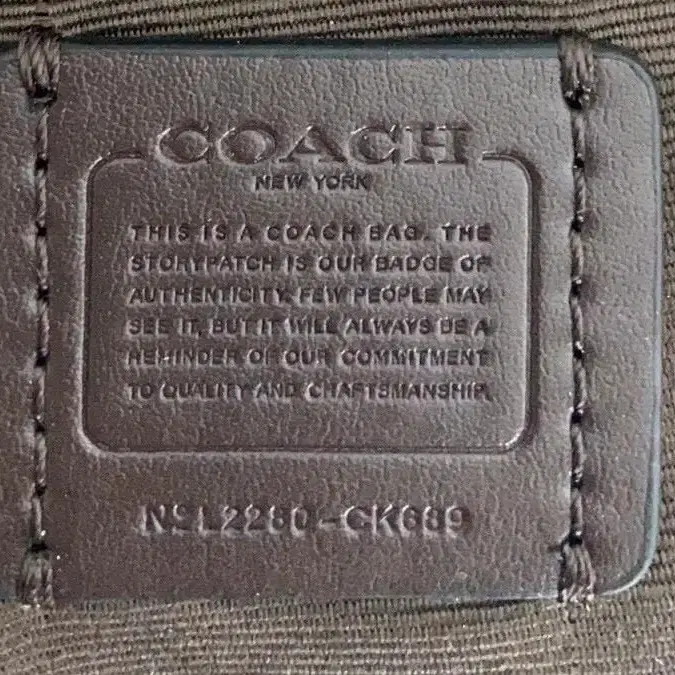 COACH
NEW YORK
THIS IS A COACH BAG. THE
STORYPATCH IS OUR BADGE OF
AUTHENTICITY. FEW PEOPLE MAY
SEE IT, BUT IT WILL ALWAYS BE A
REMINDER OF OUR COMMITMENT
TO QUALITY AND CRAFTSMANSHIP.